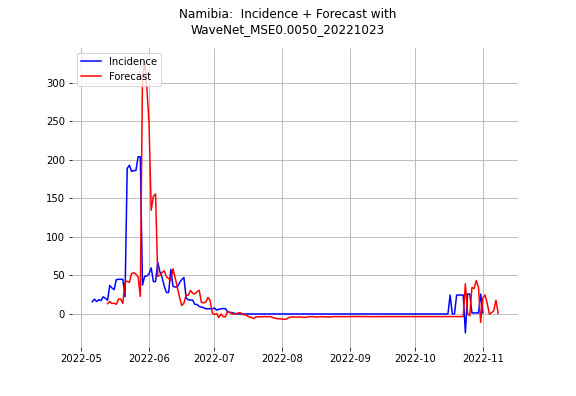 Namibia:  Incidence + Forecast with
WaveNet_MSE0.0050_20221023
Incidence
Forecast
300
250
200
150
100
50
0
2022-05 2022-06 2022-07 2022-08 2022-09 2022-10 2022-11